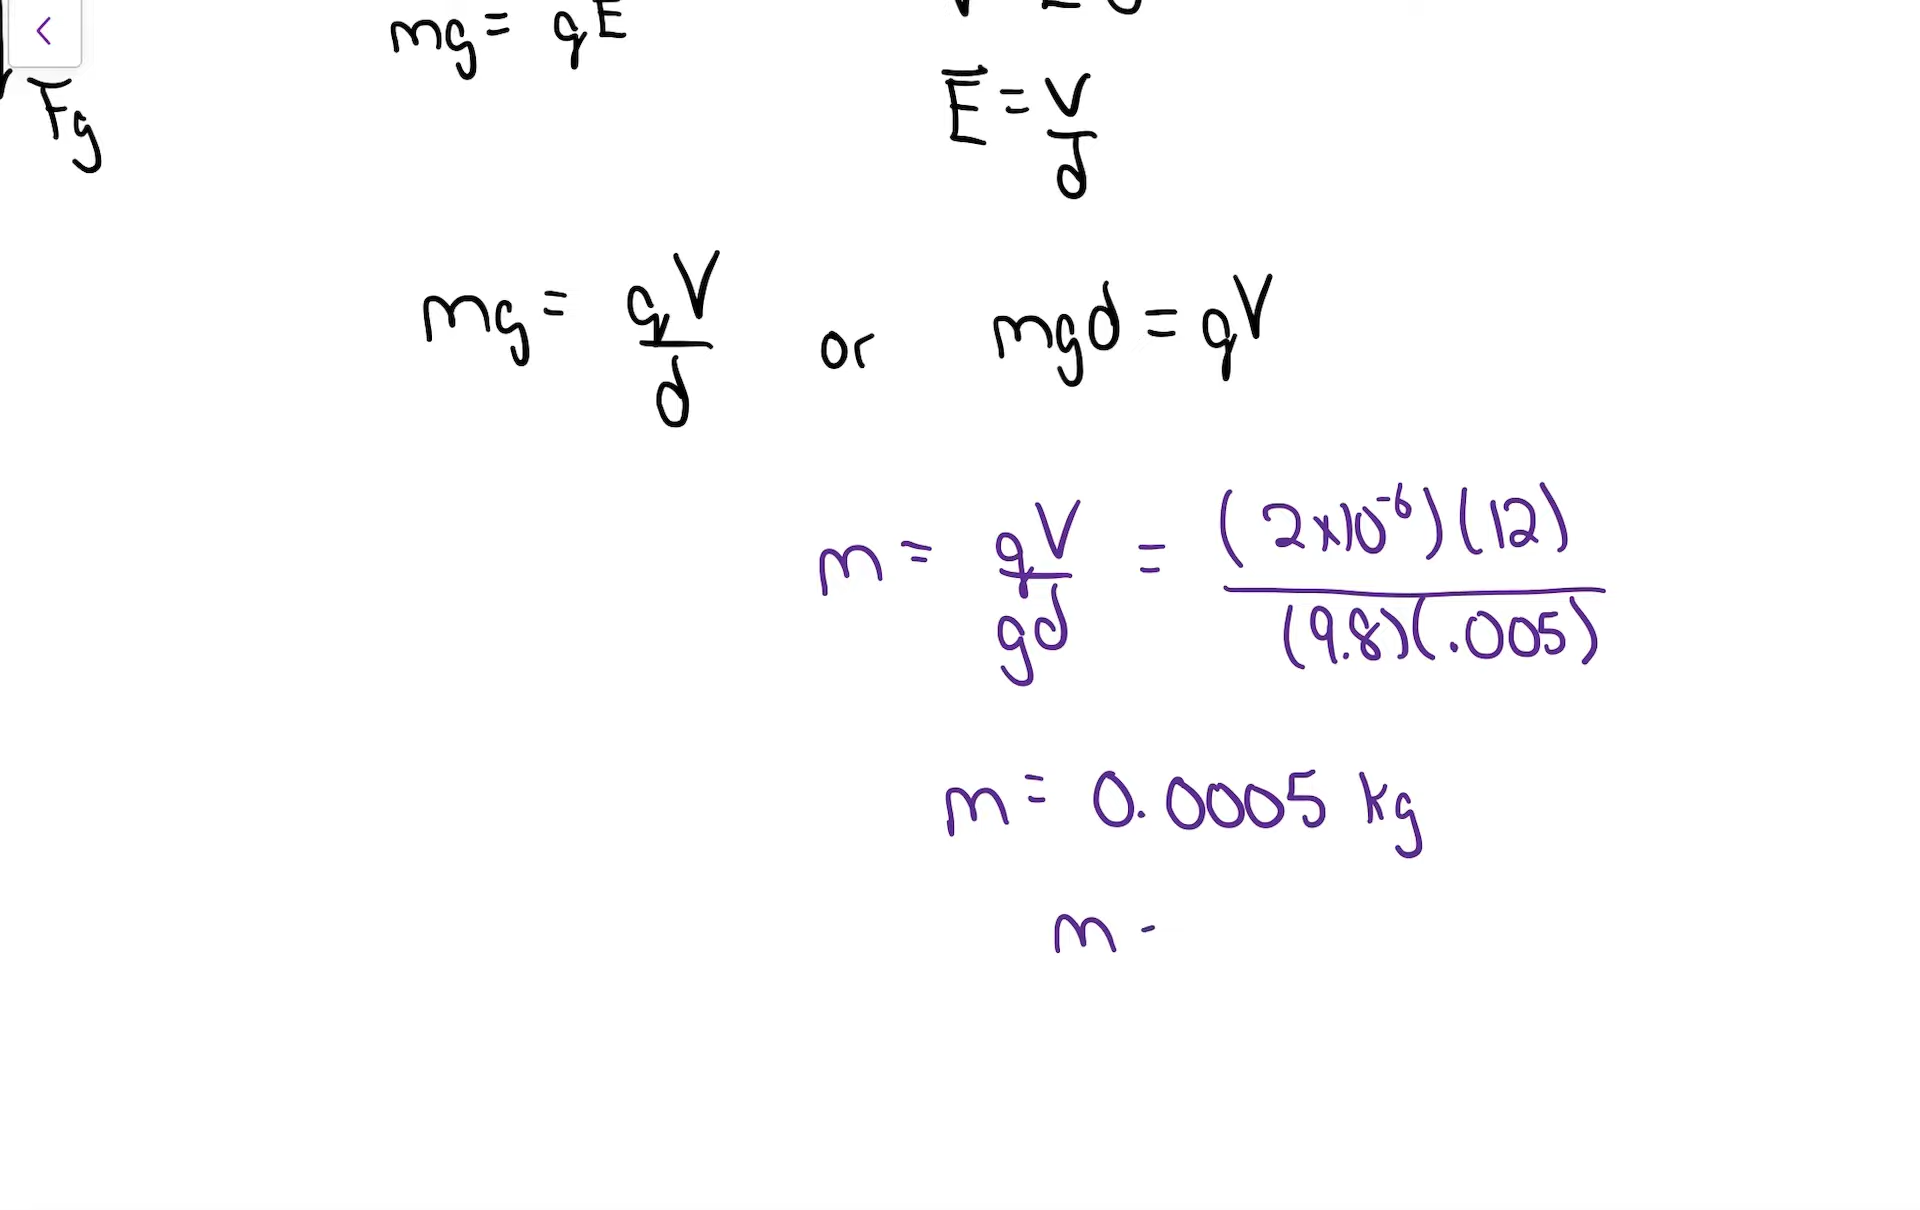 mg = qE
Fg
E = V/d
mg = qV/d or mgd = qV
m = qV/gd = (2x10⁻⁶)(12)/(9.8)(.005)
m = 0.0005 kg
m -